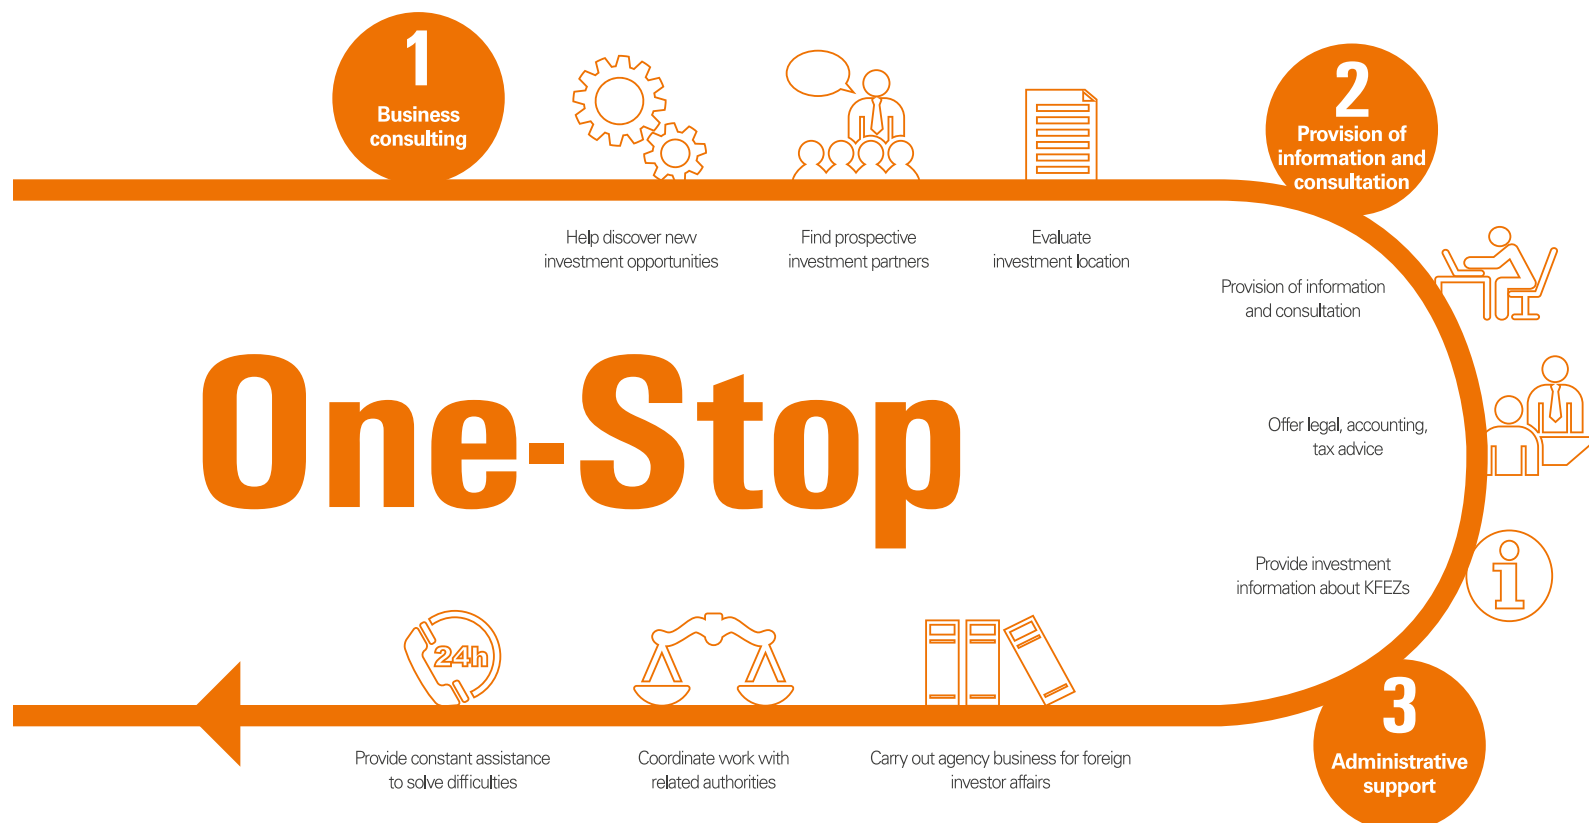 1
Business
consulting
Help discover new
investment opportunities
Find prospective
investment partners
Evaluate
investment location
2
Provision of
information and
consultation
Provision of information
and consultation
Offer legal, accounting,
tax advice
Provide investment
information about KFEZs
i
One-Stop
3
Administrative
support
Carry out agency business for foreign
investor affairs
Coordinate work with
related authorities
24h
Provide constant assistance
to solve difficulties